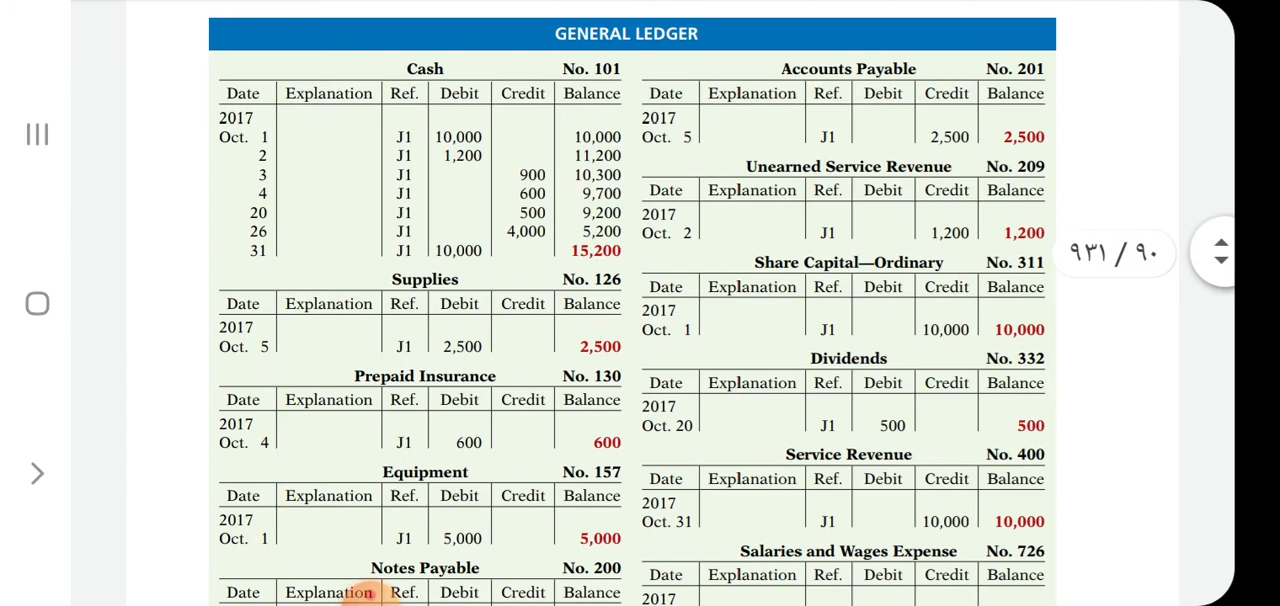 GENERAL LEDGER
Cash No. 101
Date Explanation Ref. Debit Credit Balance
2017
Oct. 1 J1 10,000 10,000
2 J1 1,200 11,200
3 J1 900 10,300
4 J1 600 9,700
20 J1 500 9,200
26 J1 4,000 5,200
31 J1 10,000 15,200
Supplies No. 126
Date Explanation Ref. Debit Credit Balance
2017
Oct. 5 J1 2,500 2,500
Prepaid Insurance No. 130
Date Explanation Ref. Debit Credit Balance
2017
Oct. 4 J1 600 600
Equipment No. 157
Date Explanation Ref. Debit Credit Balance
2017
Oct. 1 J1 5,000 5,000
Notes Payable No. 200
Date Explanation Ref. Debit Credit Balance
Accounts Payable No. 201
Date Explanation Ref. Debit Credit Balance
2017
Oct. 5 J1 2,500 2,500
Unearned Service Revenue No. 209
Date Explanation Ref. Debit Credit Balance
2017
Oct. 2 J1 1,200 1,200
Share Capital—Ordinary No. 311
Date Explanation Ref. Debit Credit Balance
2017
Oct. 1 J1 10,000 10,000
Dividends No. 332
Date Explanation Ref. Debit Credit Balance
2017
Oct. 20 J1 500 500
Service Revenue No. 400
Date Explanation Ref. Debit Credit Balance
2017
Oct. 31 J1 10,000 10,000
Salaries and Wages Expense No. 726
Date Explanation Ref. Debit Credit Balance
2017
٩٣١ / ٩٠